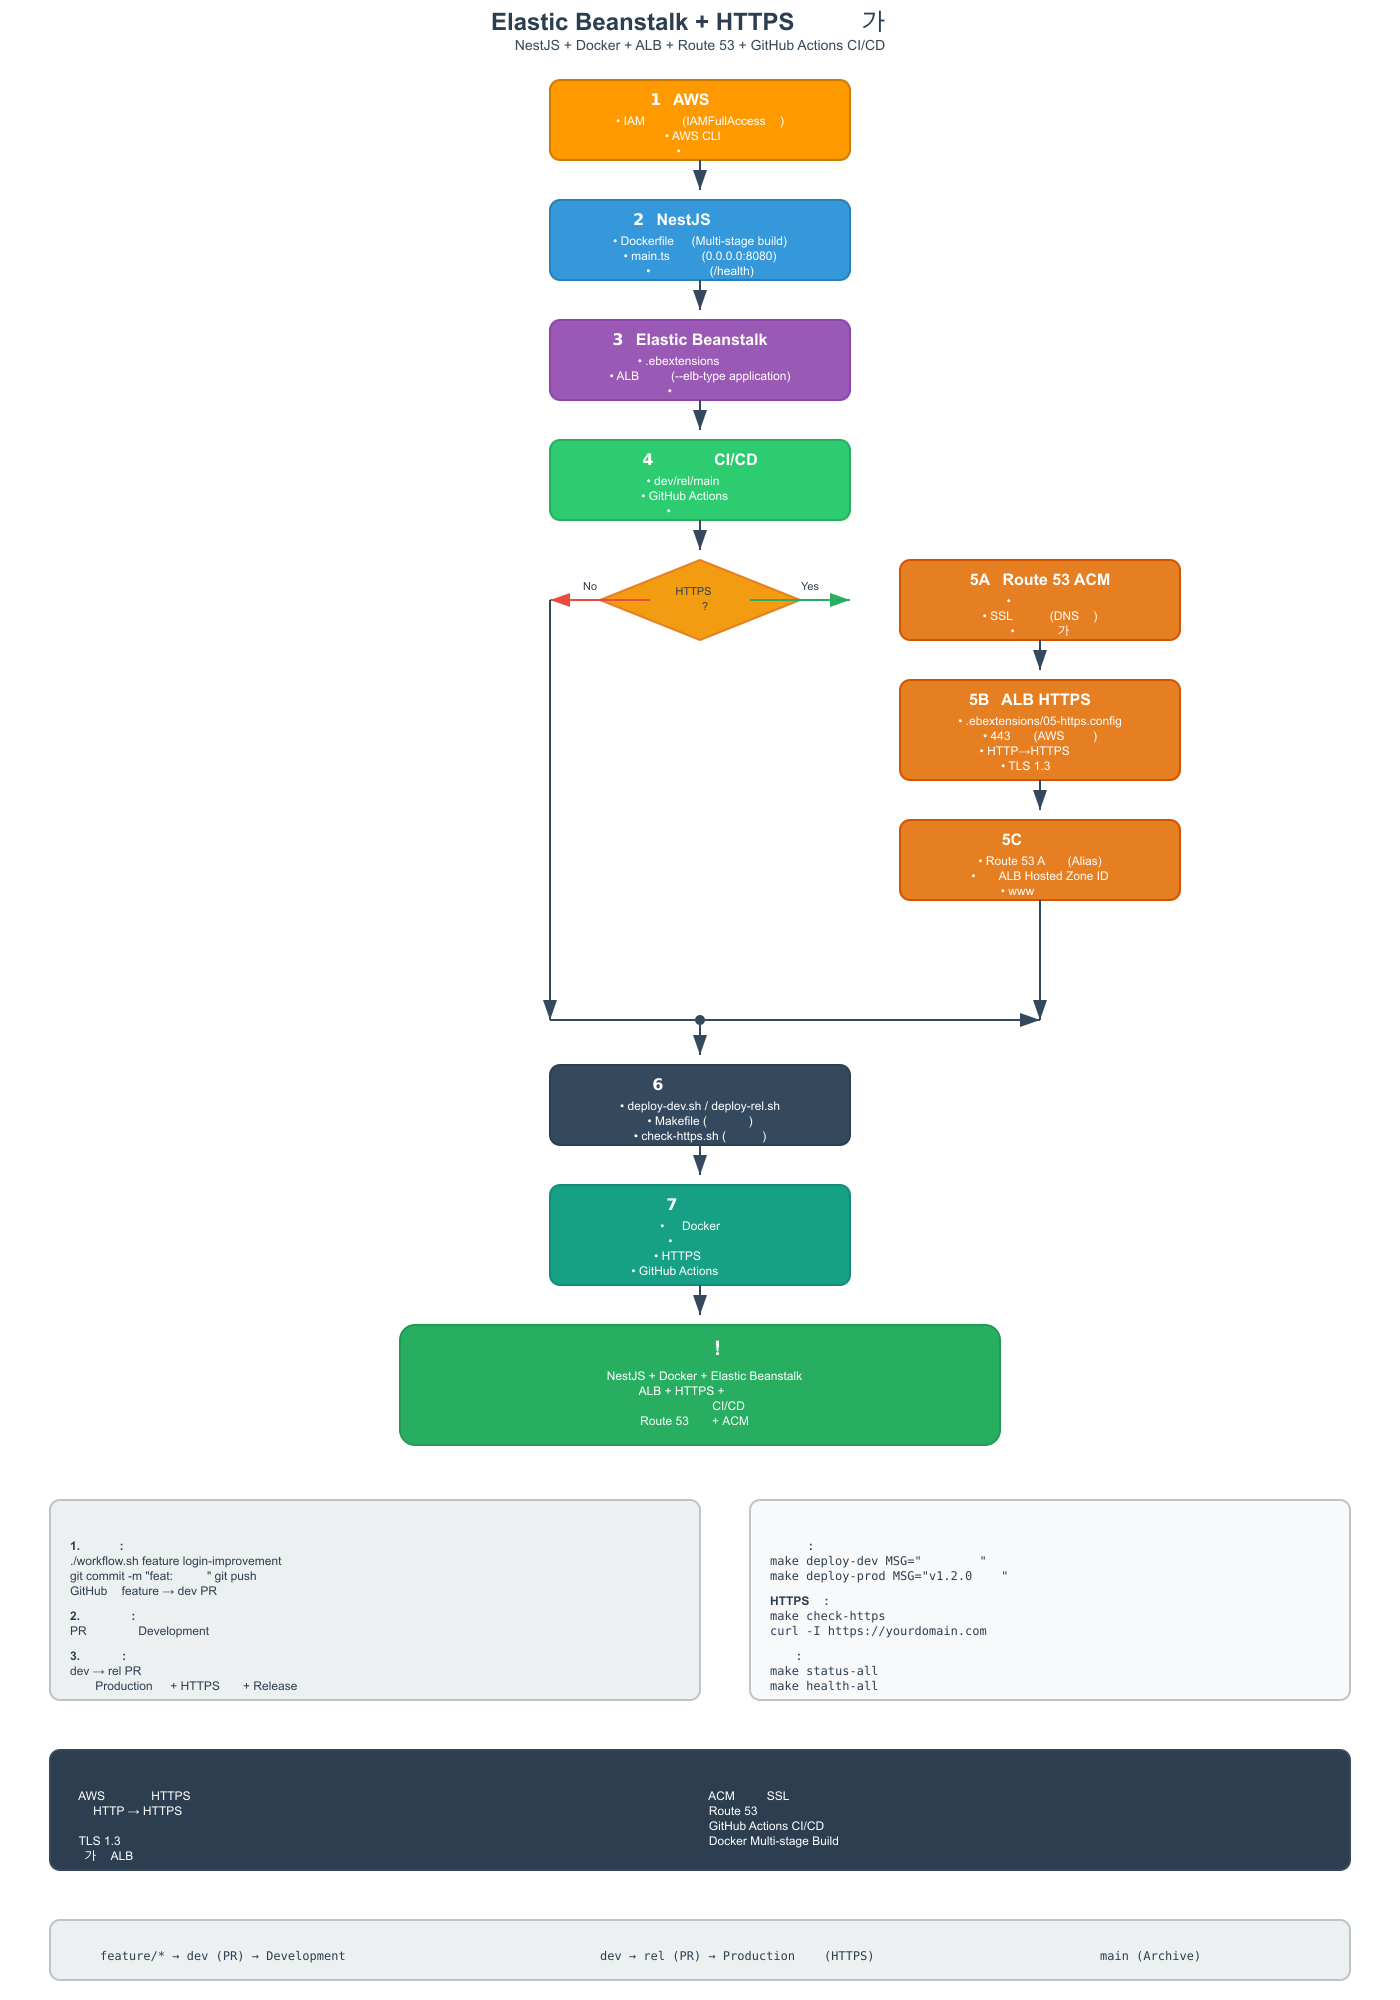 Elastic Beanstalk + HTTPS 가
NestJS + Docker + ALB + Route 53 + GitHub Actions CI/CD
1 AWS
• IAM (IAMFullAccess )
• AWS CLI
•
2 NestJS
• Dockerfile (Multi-stage build)
• main.ts (0.0.0.0:8080)
• (/health)
3 Elastic Beanstalk
• .ebextensions
• ALB (--elb-type application)
•
4 CI/CD
• dev/rel/main
• GitHub Actions
•
No
HTTPS
?
Yes
5A Route 53 ACM
•
• SSL (DNS )
• 가
5B ALB HTTPS
• .ebextensions/05-https.config
• 443 (AWS )
• HTTP→HTTPS
• TLS 1.3
5C
• Route 53 A (Alias)
• ALB Hosted Zone ID
• www
6
• deploy-dev.sh / deploy-rel.sh
• Makefile ( )
• check-https.sh ( )
7
• Docker
•
• HTTPS
• GitHub Actions
!
NestJS + Docker + Elastic Beanstalk
ALB + HTTPS +
CI/CD
Route 53 + ACM
1. :
./workflow.sh feature login-improvement
git commit -m "feat: " git push
GitHub feature → dev PR
2. :
PR Development
3. :
dev → rel PR
Production + HTTPS + Release
:
make deploy-dev MSG=" "
make deploy-prod MSG="v1.2.0 "
HTTPS :
make check-https
curl -I https://yourdomain.com
:
make status-all
make health-all
AWS HTTPS
HTTP → HTTPS
TLS 1.3
가 ALB
ACM SSL
Route 53
GitHub Actions CI/CD
Docker Multi-stage Build
feature/* → dev (PR) → Development
dev → rel (PR) → Production (HTTPS)
main (Archive)